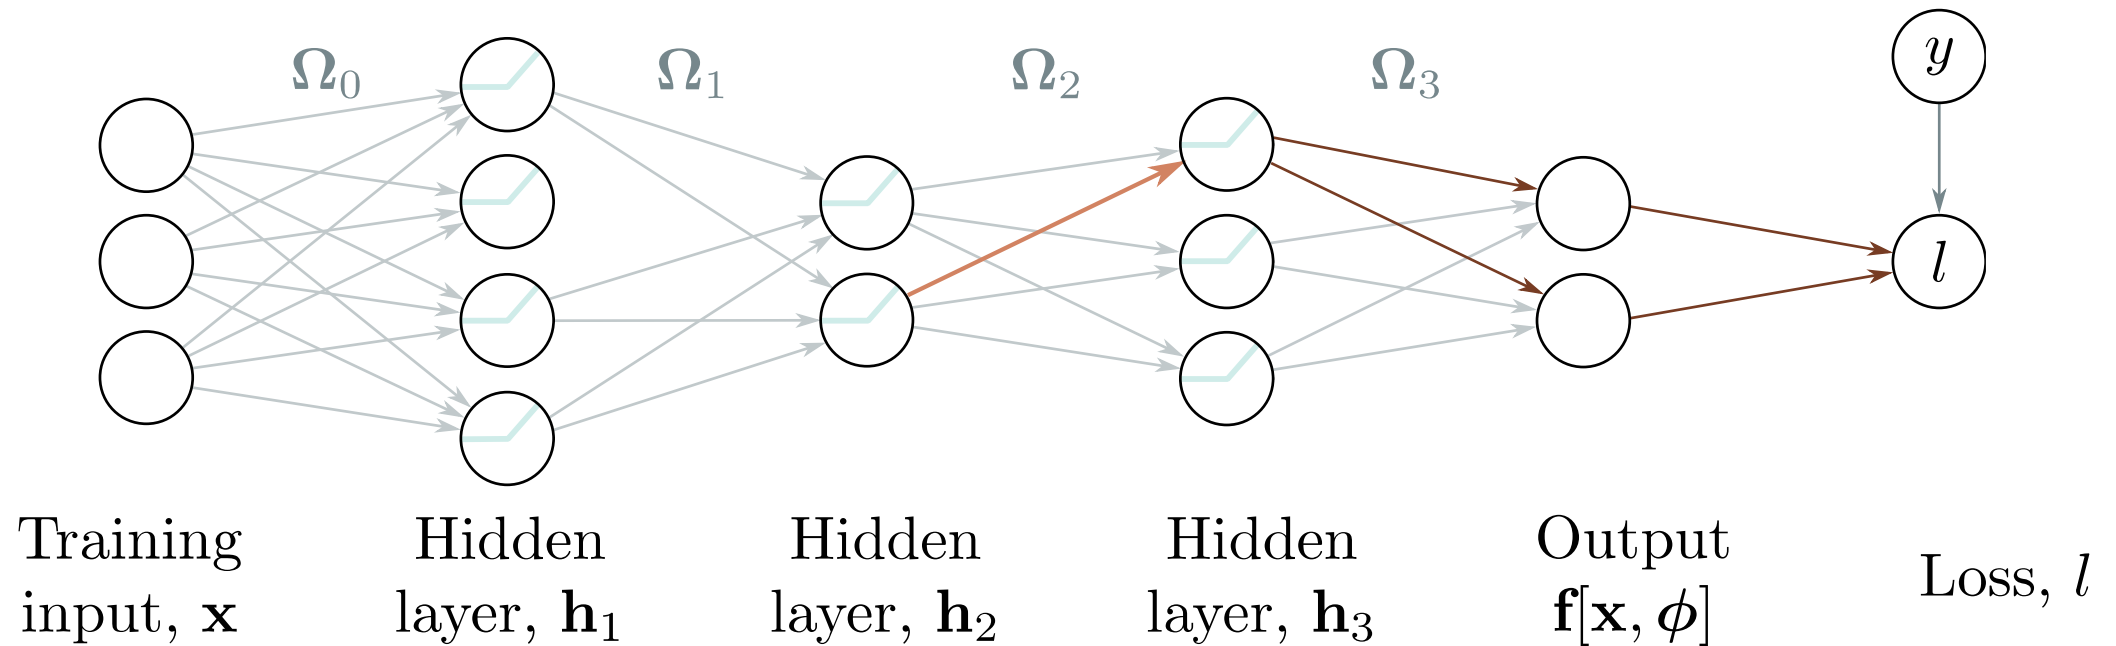 Ω₀ Ω₁ Ω₂ Ω₃
y
l
Training input, x
Hidden layer, h₁
Hidden layer, h₂
Hidden layer, h₃
Output f[x, ϕ]
Loss, l